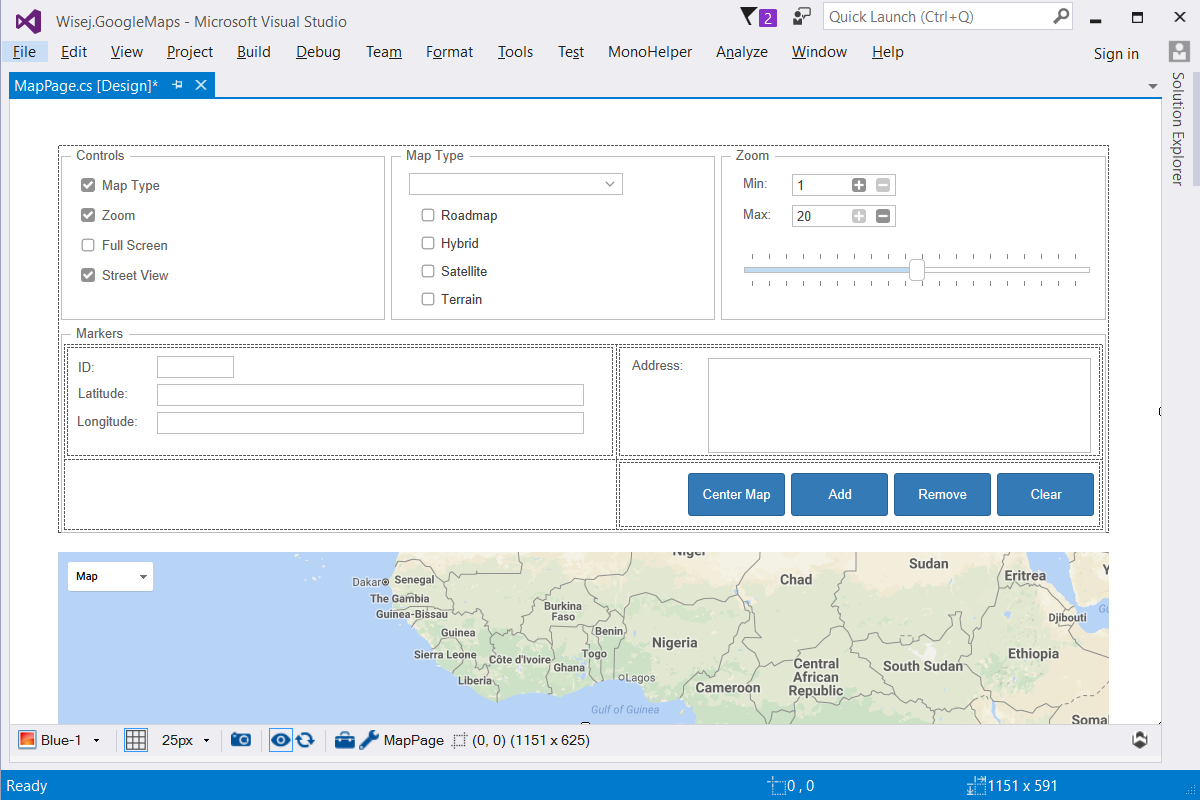 Wisej.GoogleMaps - Microsoft Visual Studio
2
Quick Launch (Ctrl+Q)
File Edit View Project Build Debug Team Format Tools Test MonoHelper Analyze Window Help
Sign in
MapPage.cs [Design]*
Solution Explorer
Controls
Map Type
Zoom
Full Screen
Street View
Map Type
Roadmap
Hybrid
Satellite
Terrain
Zoom
Min: 1
Max: 20
Markers
ID:
Latitude:
Longitude:
Address:
Center Map Add Remove Clear
Map
Niger
Sudan
Chad
Eritrea
Dakar
Senegal
The Gambia
Guinea-Bissau
Burkina
Faso
Djibouti
Guinea
Benin
Nigeria
Sierra Leone
Côte d'Ivoire
Togo
Ghana
Ethiopia
Central
African
Republic
South Sudan
Liberia
Lagos
Cameroon
Gulf of Guinea
Somal
Blue-1 25px MapPage (0, 0) (1151 x 625)
Ready 0 , 0 1151 x 591